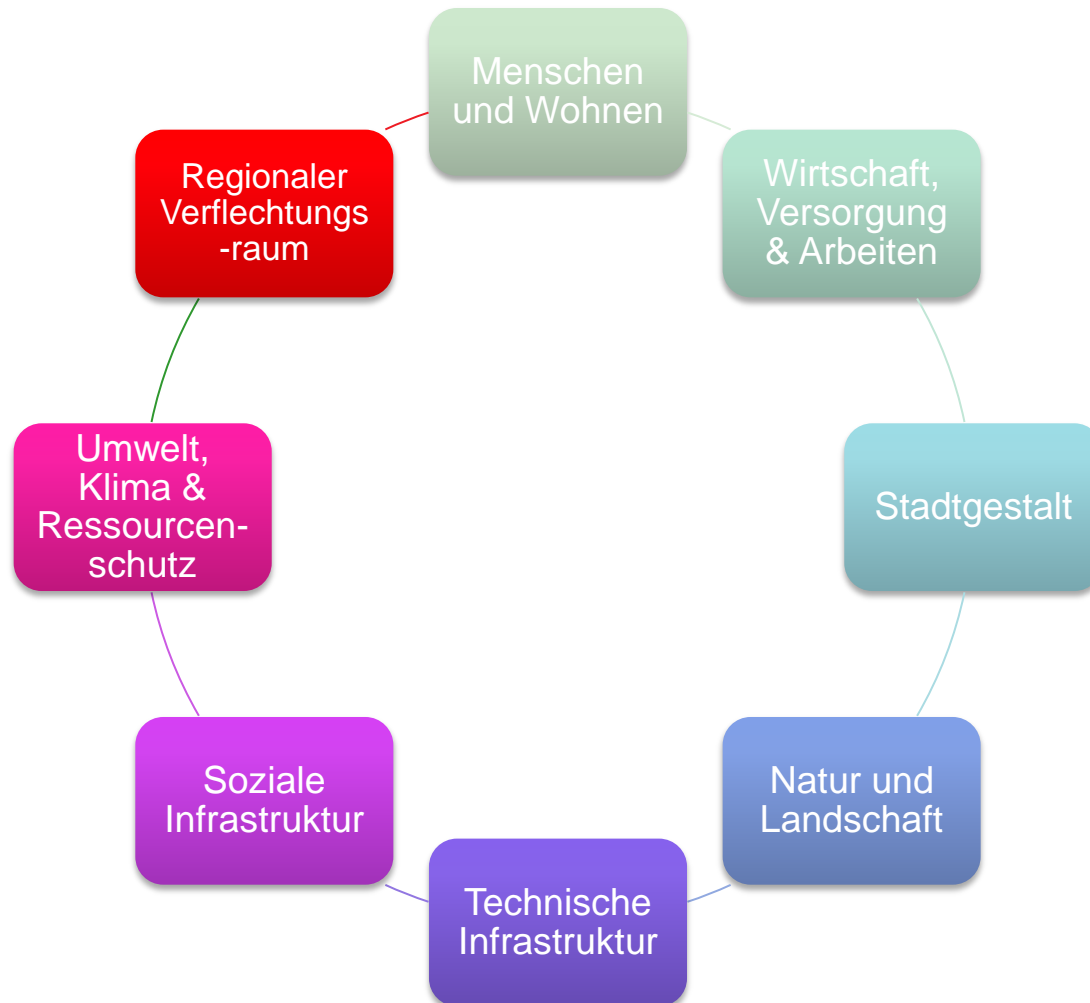 Menschen
und Wohnen
Wirtschaft,
Versorgung
& Arbeiten
Stadtgestalt
Natur und
Landschaft
Technische
Infrastruktur
Soziale
Infrastruktur
Umwelt,
Klima &
Ressourcen-
schutz
Regionaler
Verflechtungs
-raum